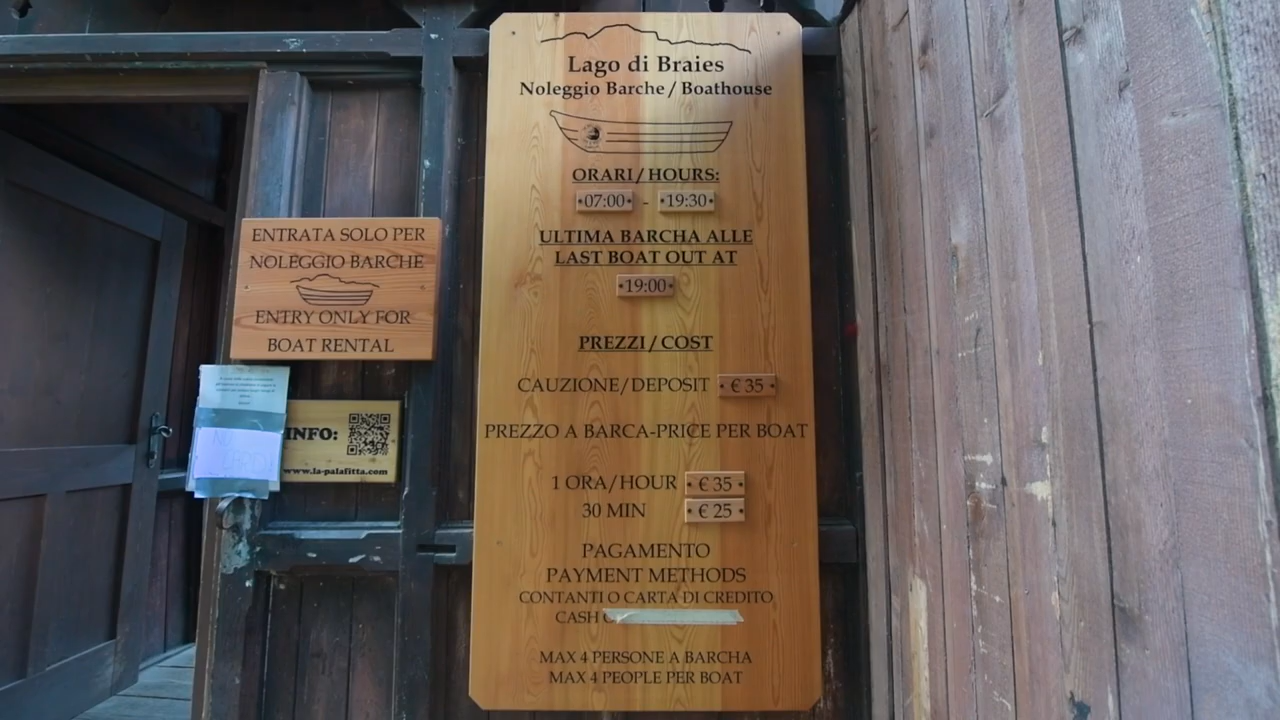 Lago di Braies
Noleggio Barche / Boathouse
ORARI / HOURS:
07:00 - 19:30
ULTIMA BARCHA ALLE
LAST BOAT OUT AT
19:00
PREZZI / COST
CAUZIONE/DEPOSIT € 35
PREZZO A BARCA-PRICE PER BOAT
1 ORA/HOUR € 35
30 MIN € 25
PAGAMENTO
PAYMENT METHODS
CONTANTI O CARTA DI CREDITO
CASH
MAX 4 PERSONE A BARCHA
MAX 4 PEOPLE PER BOAT
ENTRATA SOLO PER
NOLEGGIO BARCHE
ENTRY ONLY FOR
BOAT RENTAL
INFO:
www.la-palafitta.com
NO